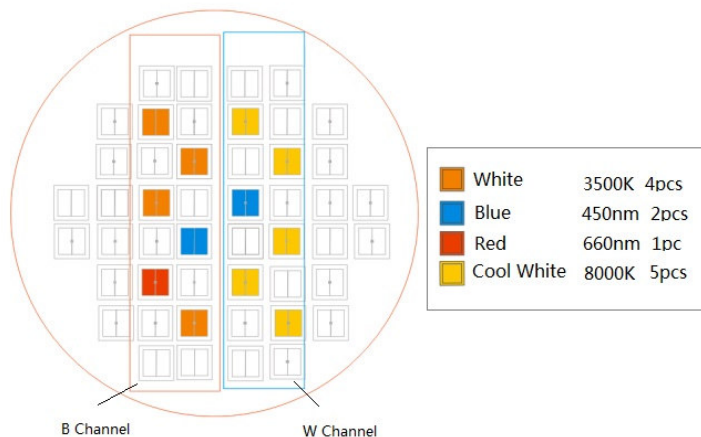 White 3500K 4pcs
Blue 450nm 2pcs
Red 660nm 1pc
Cool White 8000K 5pcs
B Channel
W Channel